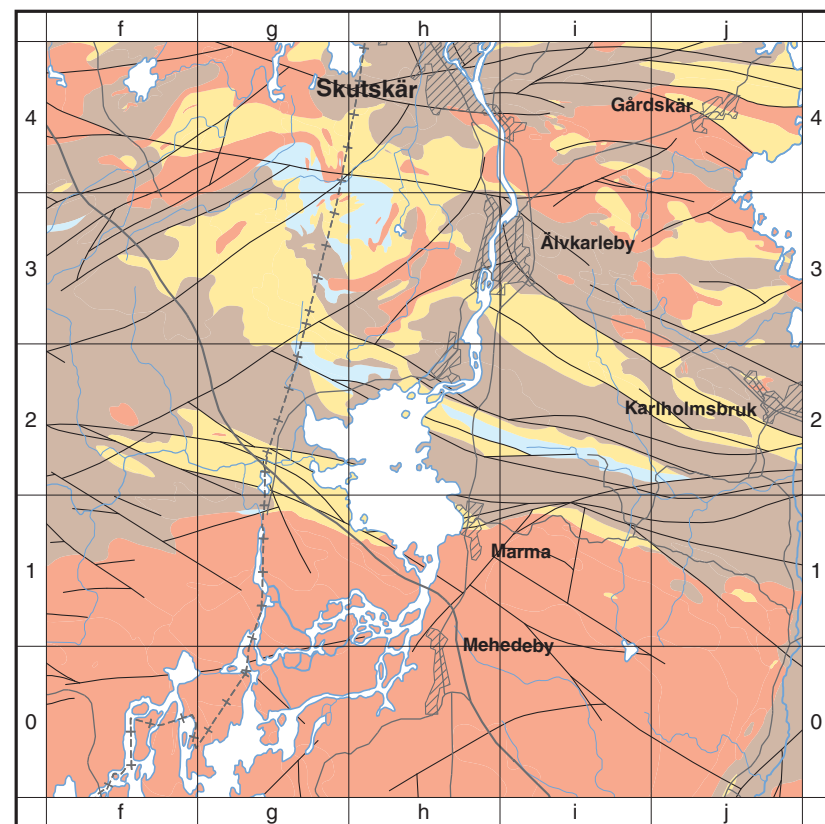 f g h i j
Skutskär
Gårdskär
4 4
Älvkarleby
3 3
Karlholmsbruk
2 2
Marma
1 1
Mehedeby
0 0
f g h i j